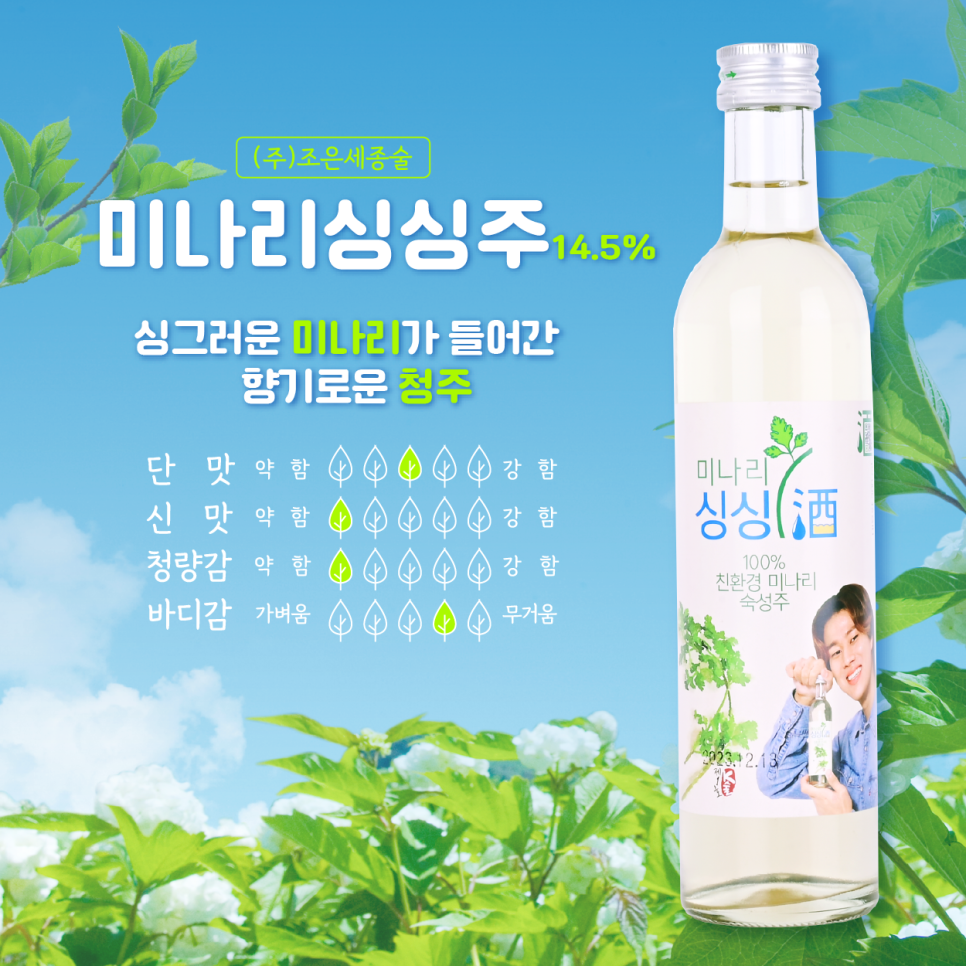 (주)조은세종술
미나리싱싱주 14.5%
싱그러운 미나리가 들어간
향기로운 청주
단 맛 약 함 강 함
신 맛 약 함 강 함
청량감 약 함 강 함
바디감 가벼움 무거움
미나리
싱싱酒
100%
친환경 미나리
숙성주
2023.12.13